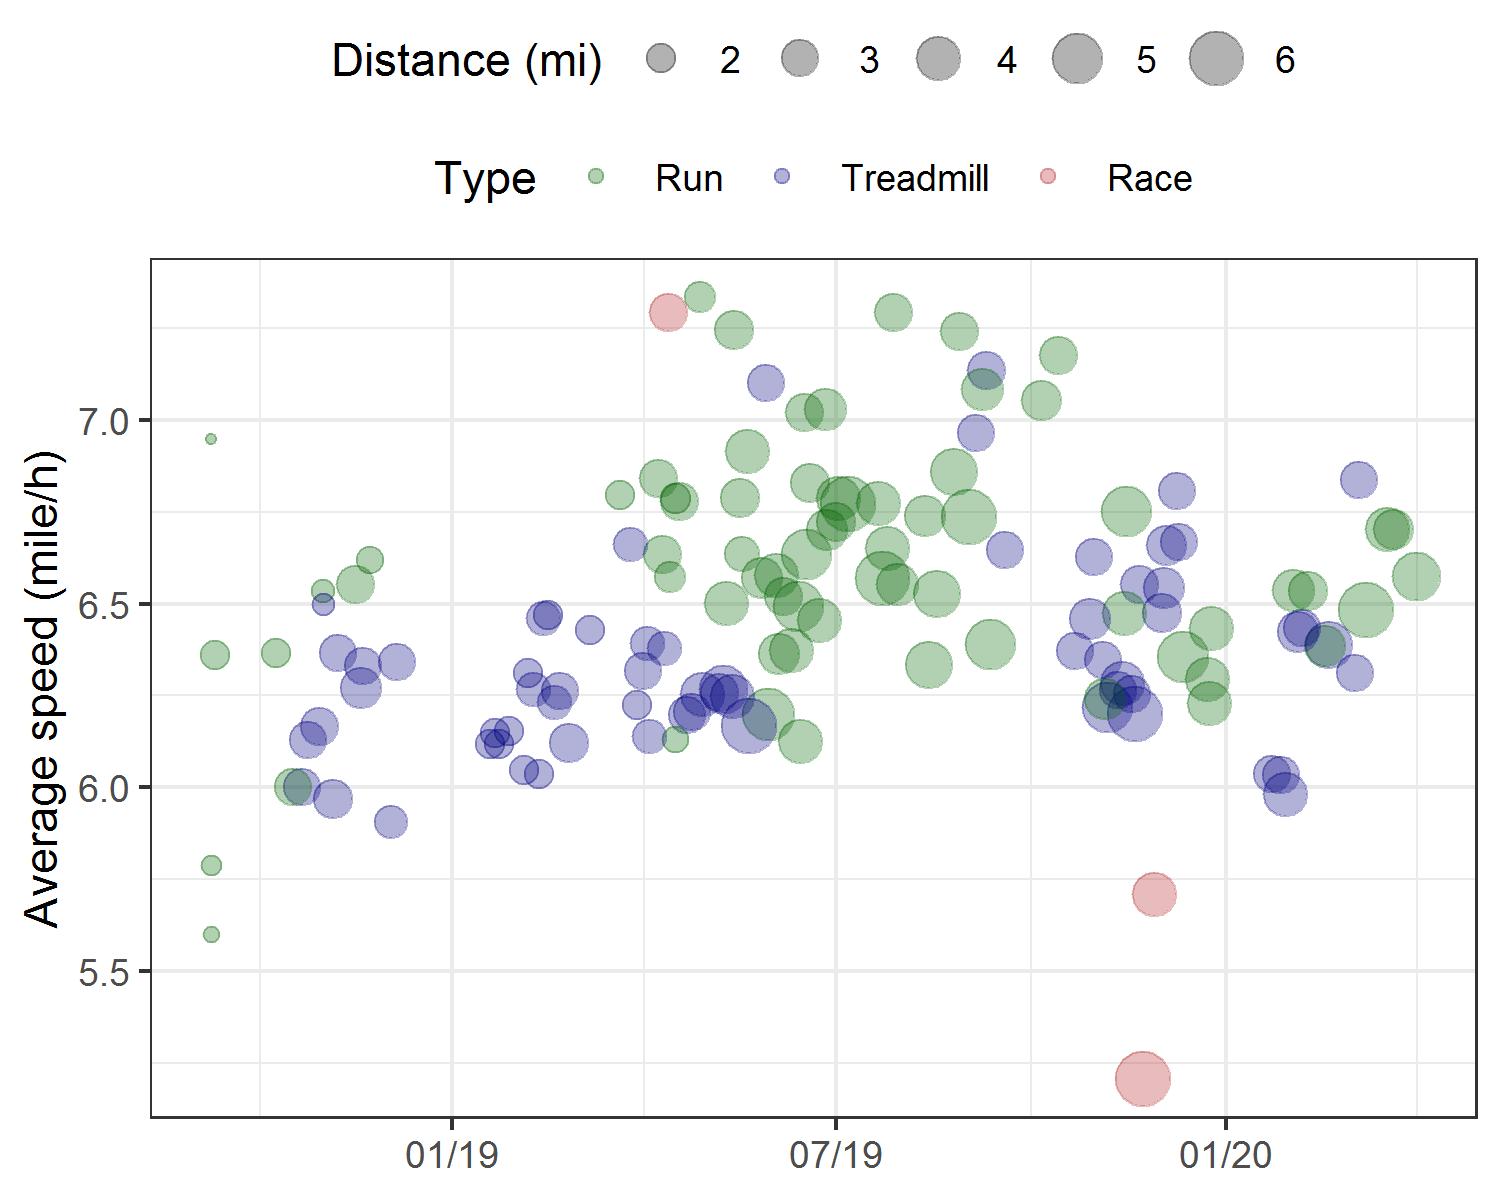 Distance (mi) 2 3 4 5 6
Type Run Treadmill Race
Average speed (mile/h)
7.0
6.5
6.0
5.5
01/19 07/19 01/20